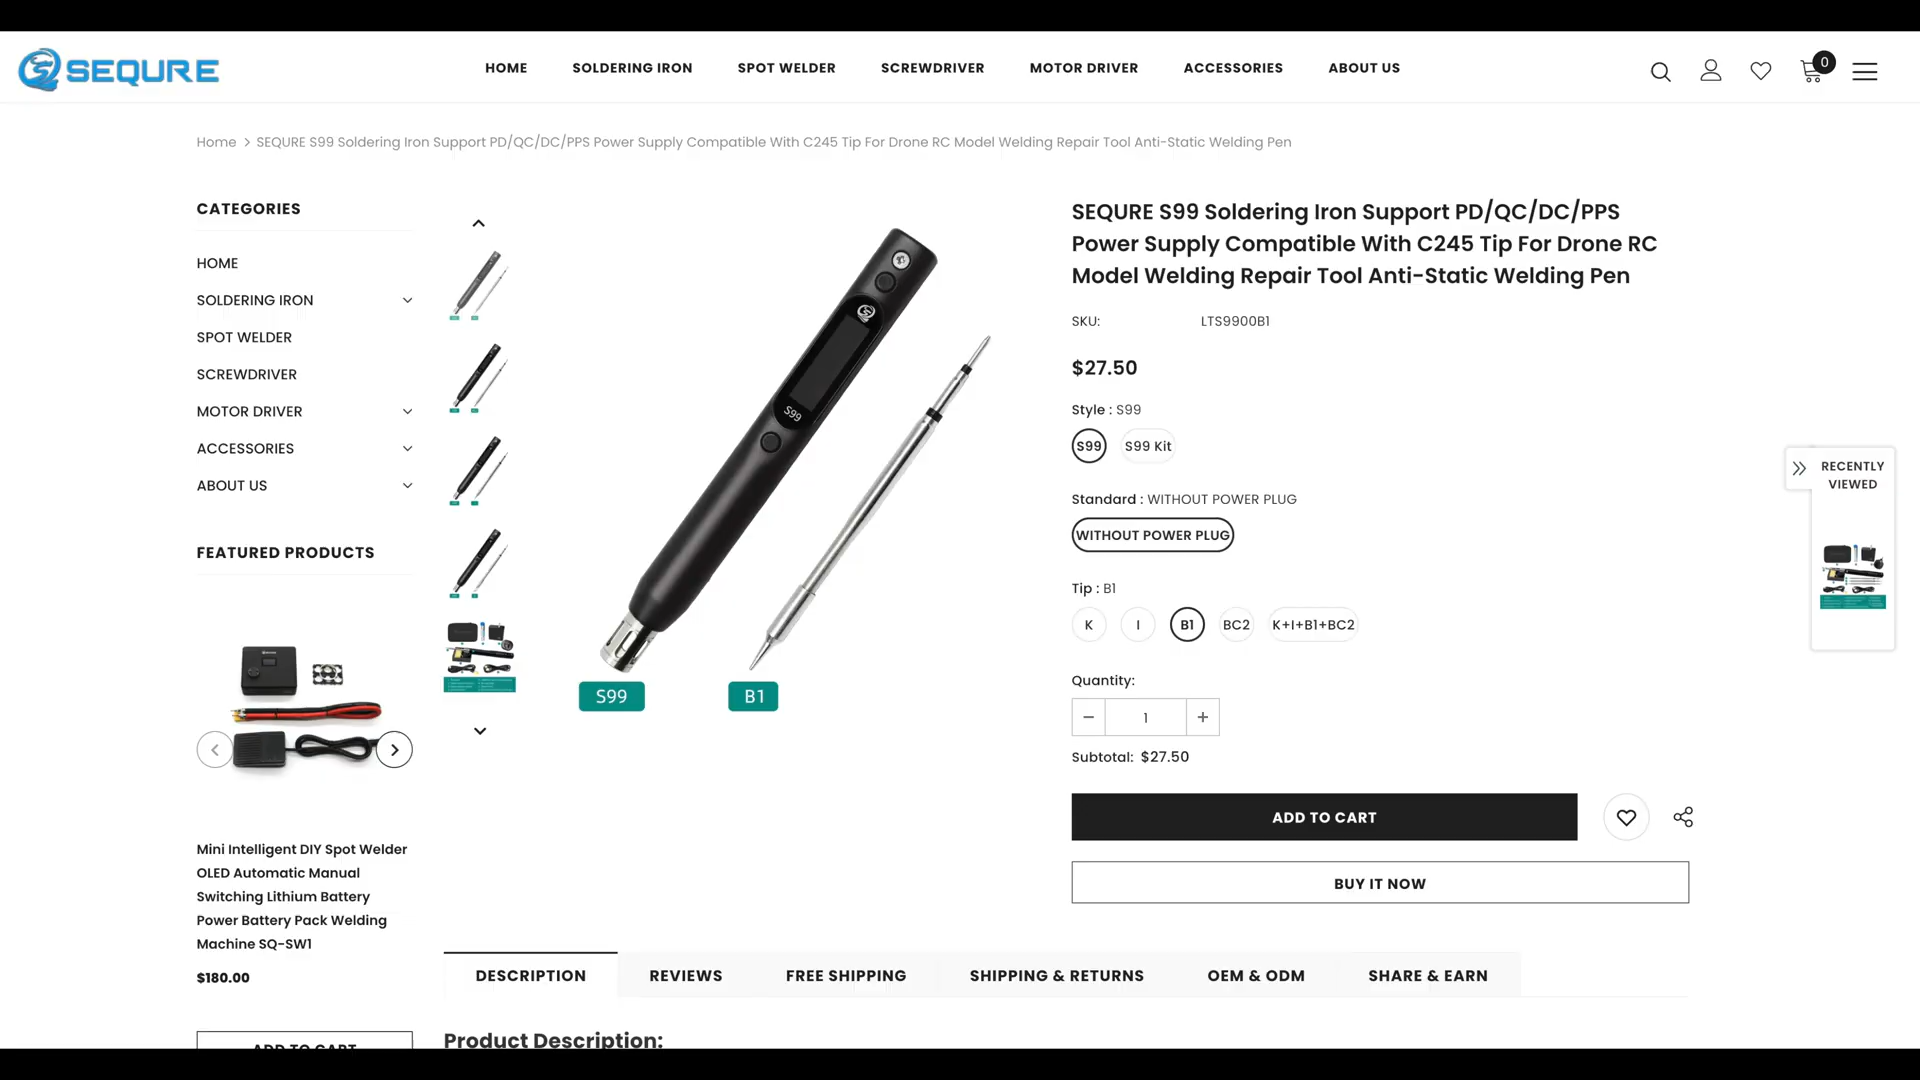 SEQURE
HOME
SOLDERING IRON
SPOT WELDER
SCREWDRIVER
MOTOR DRIVER
ACCESSORIES
ABOUT US
0
Home > SEQURE S99 Soldering Iron Support PD/QC/DC/PPS Power Supply Compatible With C245 Tip For Drone RC Model Welding Repair Tool Anti-Static Welding Pen
CATEGORIES
HOME
SOLDERING IRON
SPOT WELDER
SCREWDRIVER
MOTOR DRIVER
ACCESSORIES
ABOUT US
FEATURED PRODUCTS
Mini Intelligent DIY Spot Welder
OLED Automatic Manual
Switching Lithium Battery
Power Battery Pack Welding
Machine SQ-SW1
$180.00
ADD TO CART
S99
S99
B1
SEQURE S99 Soldering Iron Support PD/QC/DC/PPS
Power Supply Compatible With C245 Tip For Drone RC
Model Welding Repair Tool Anti-Static Welding Pen
SKU: LTS9900B1
$27.50
Style : S99
S99 S99 Kit
Standard : WITHOUT POWER PLUG
WITHOUT POWER PLUG
Tip : B1
K I B1 BC2 K+I+B1+BC2
Quantity:
− 1 +
Subtotal: $27.50
ADD TO CART
BUY IT NOW
RECENTLY
VIEWED
DESCRIPTION
REVIEWS
FREE SHIPPING
SHIPPING & RETURNS
OEM & ODM
SHARE & EARN
Product Description: